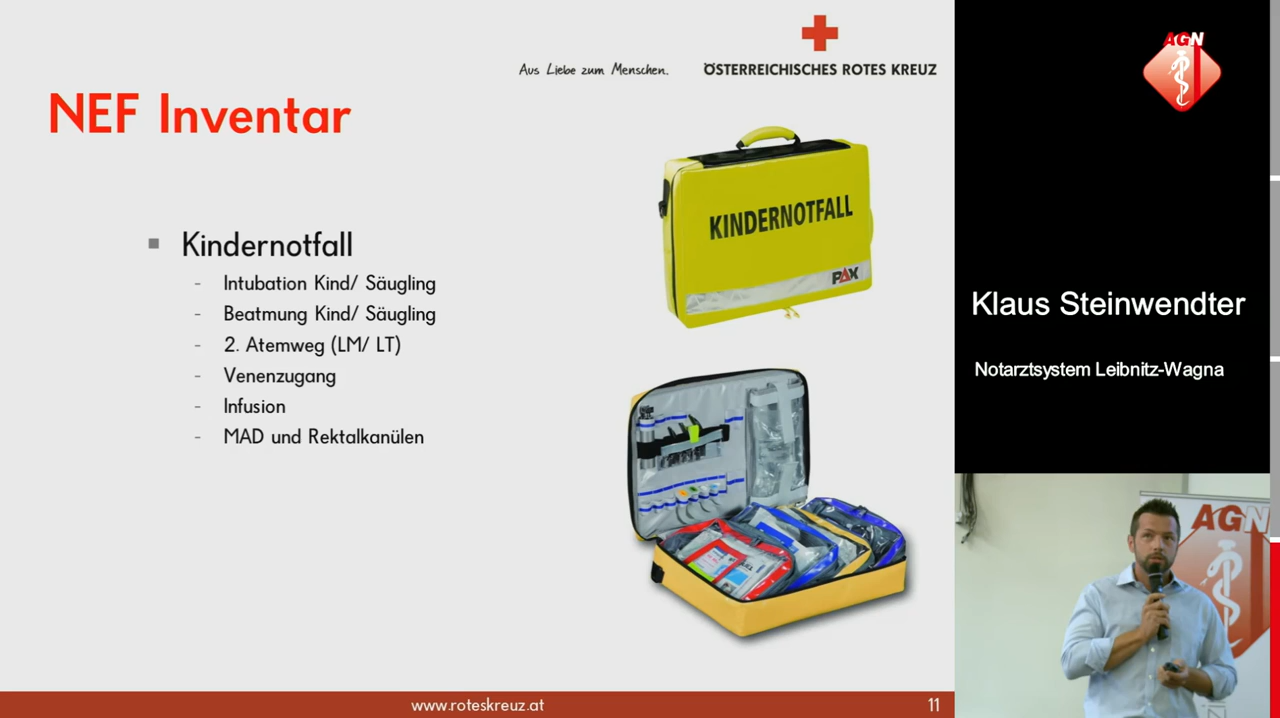 Aus Liebe zum Menschen.
ÖSTERREICHISCHES ROTES KREUZ
NEF Inventar
Kindernotfall
- Intubation Kind/ Säugling
- Beatmung Kind/ Säugling
- 2. Atemweg (LM/ LT)
- Venenzugang
- Infusion
- MAD und Rektalkanülen
KINDERNOTFALL
PAX
www.roteskreuz.at
11
AGN
Klaus Steinwendter
Notarztsystem Leibnitz-Wagna
AGN